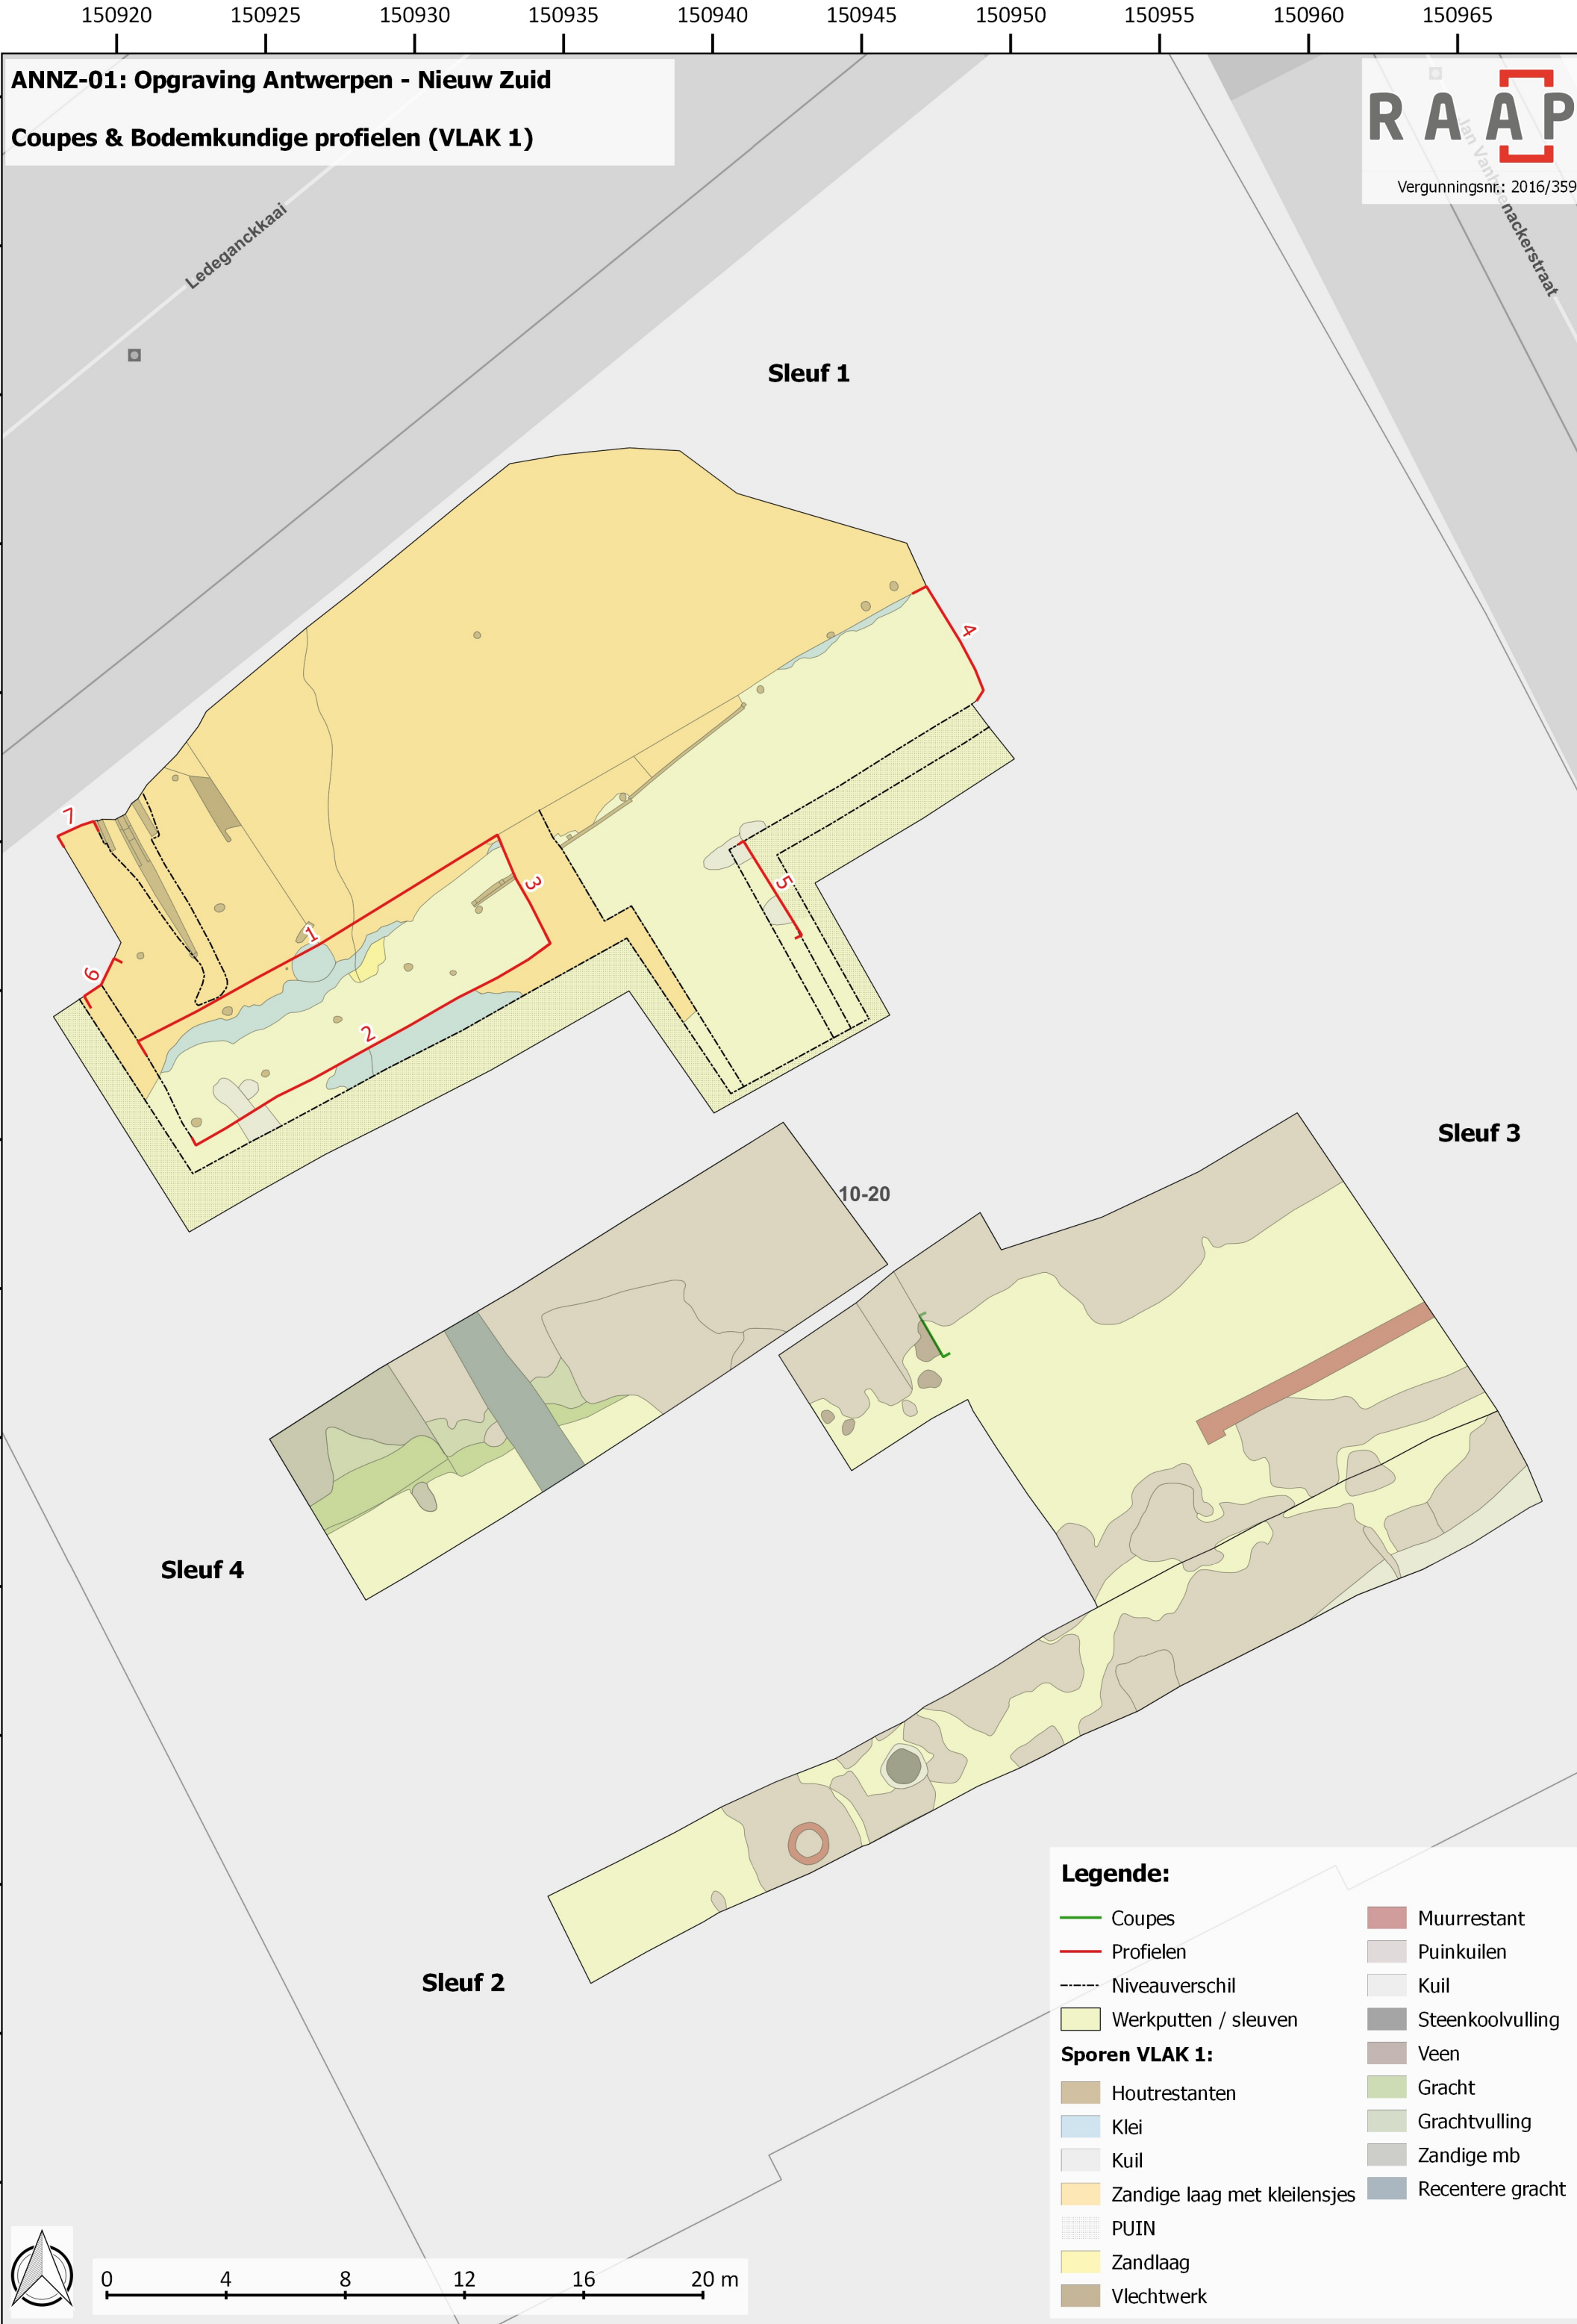 150920 150925 150930 150935 150940 150945 150950 150955 150960 150965
ANNZ-01: Opgraving Antwerpen - Nieuw Zuid
Coupes & Bodemkundige profielen (VLAK 1)
RAAP
Vergunningsnr.: 2016/359
Ledeganckkaai
Sleuf 1
4
7
3
5
1
6
2
Sleuf 3
10-20
Sleuf 4
Sleuf 2
Legende:
Coupes
Profielen
Niveauverschil
Werkputten / sleuven
Sporen VLAK 1:
Houtrestanten
Klei
Kuil
Zandige laag met kleilensjes
PUIN
Zandlaag
Vlechtwerk
Muurrestant
Puinkuilen
Kuil
Steenkoolvulling
Veen
Gracht
Grachtvulling
Zandige mb
Recentere gracht
0 4 8 12 16 20 m